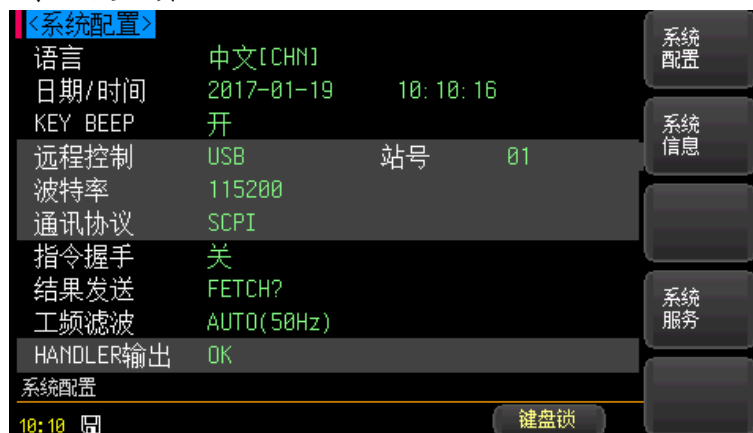 <系统配置>
语言 中文[CHN]
日期/时间 2017-01-19 10:10:16
KEY BEEP 开
远程控制 USB 站号 01
波特率 115200
通讯协议 SCPI
指令握手 关
结果发送 FETCH?
工频滤波 AUTO(50Hz)
HANDLER输出 OK
系统配置
10:10 键盘锁
系统
配置
系统
信息
系统
服务